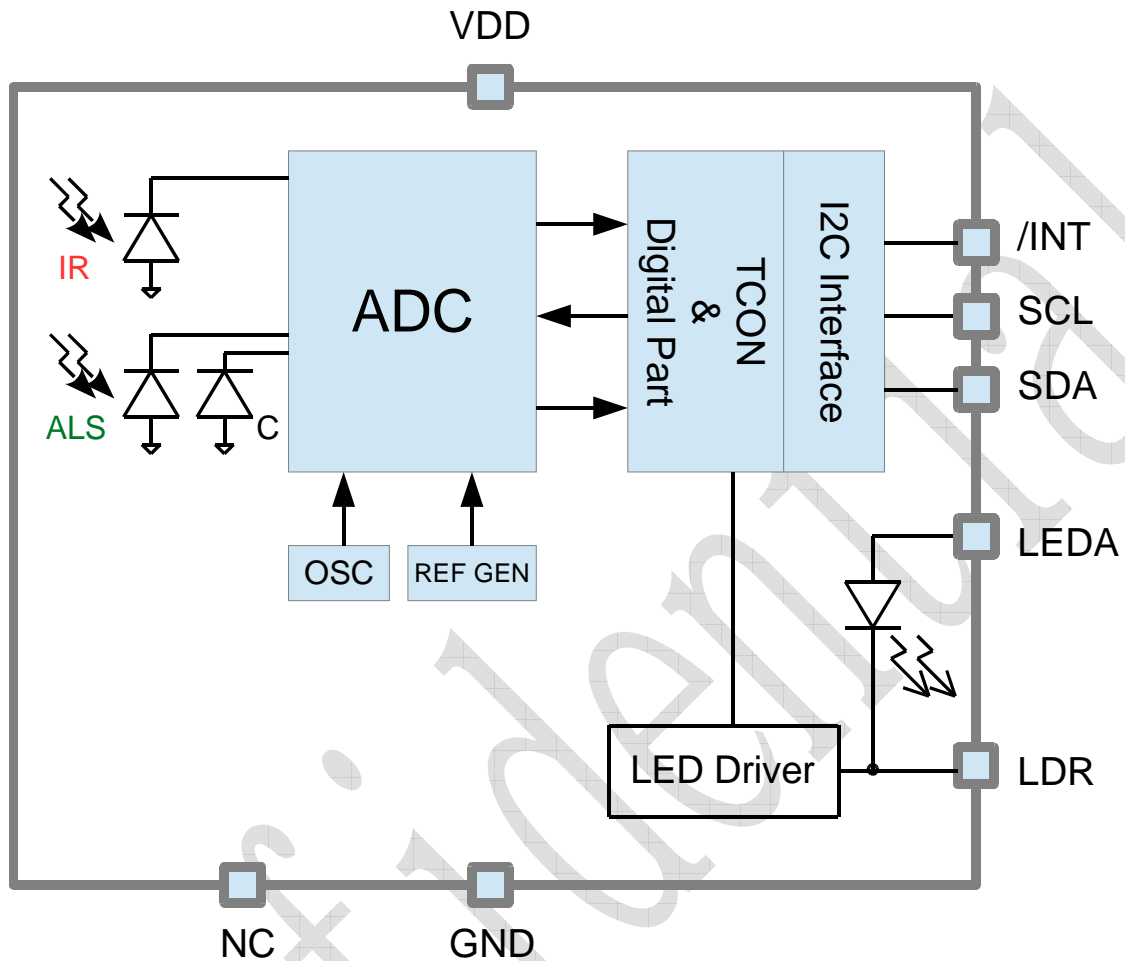 VDD
IR
ALS
C
ADC
OSC
REF GEN
Digital Part
&
TCON
I2C Interface
/INT
SCL
SDA
LEDA
LED Driver
LDR
NC
GND